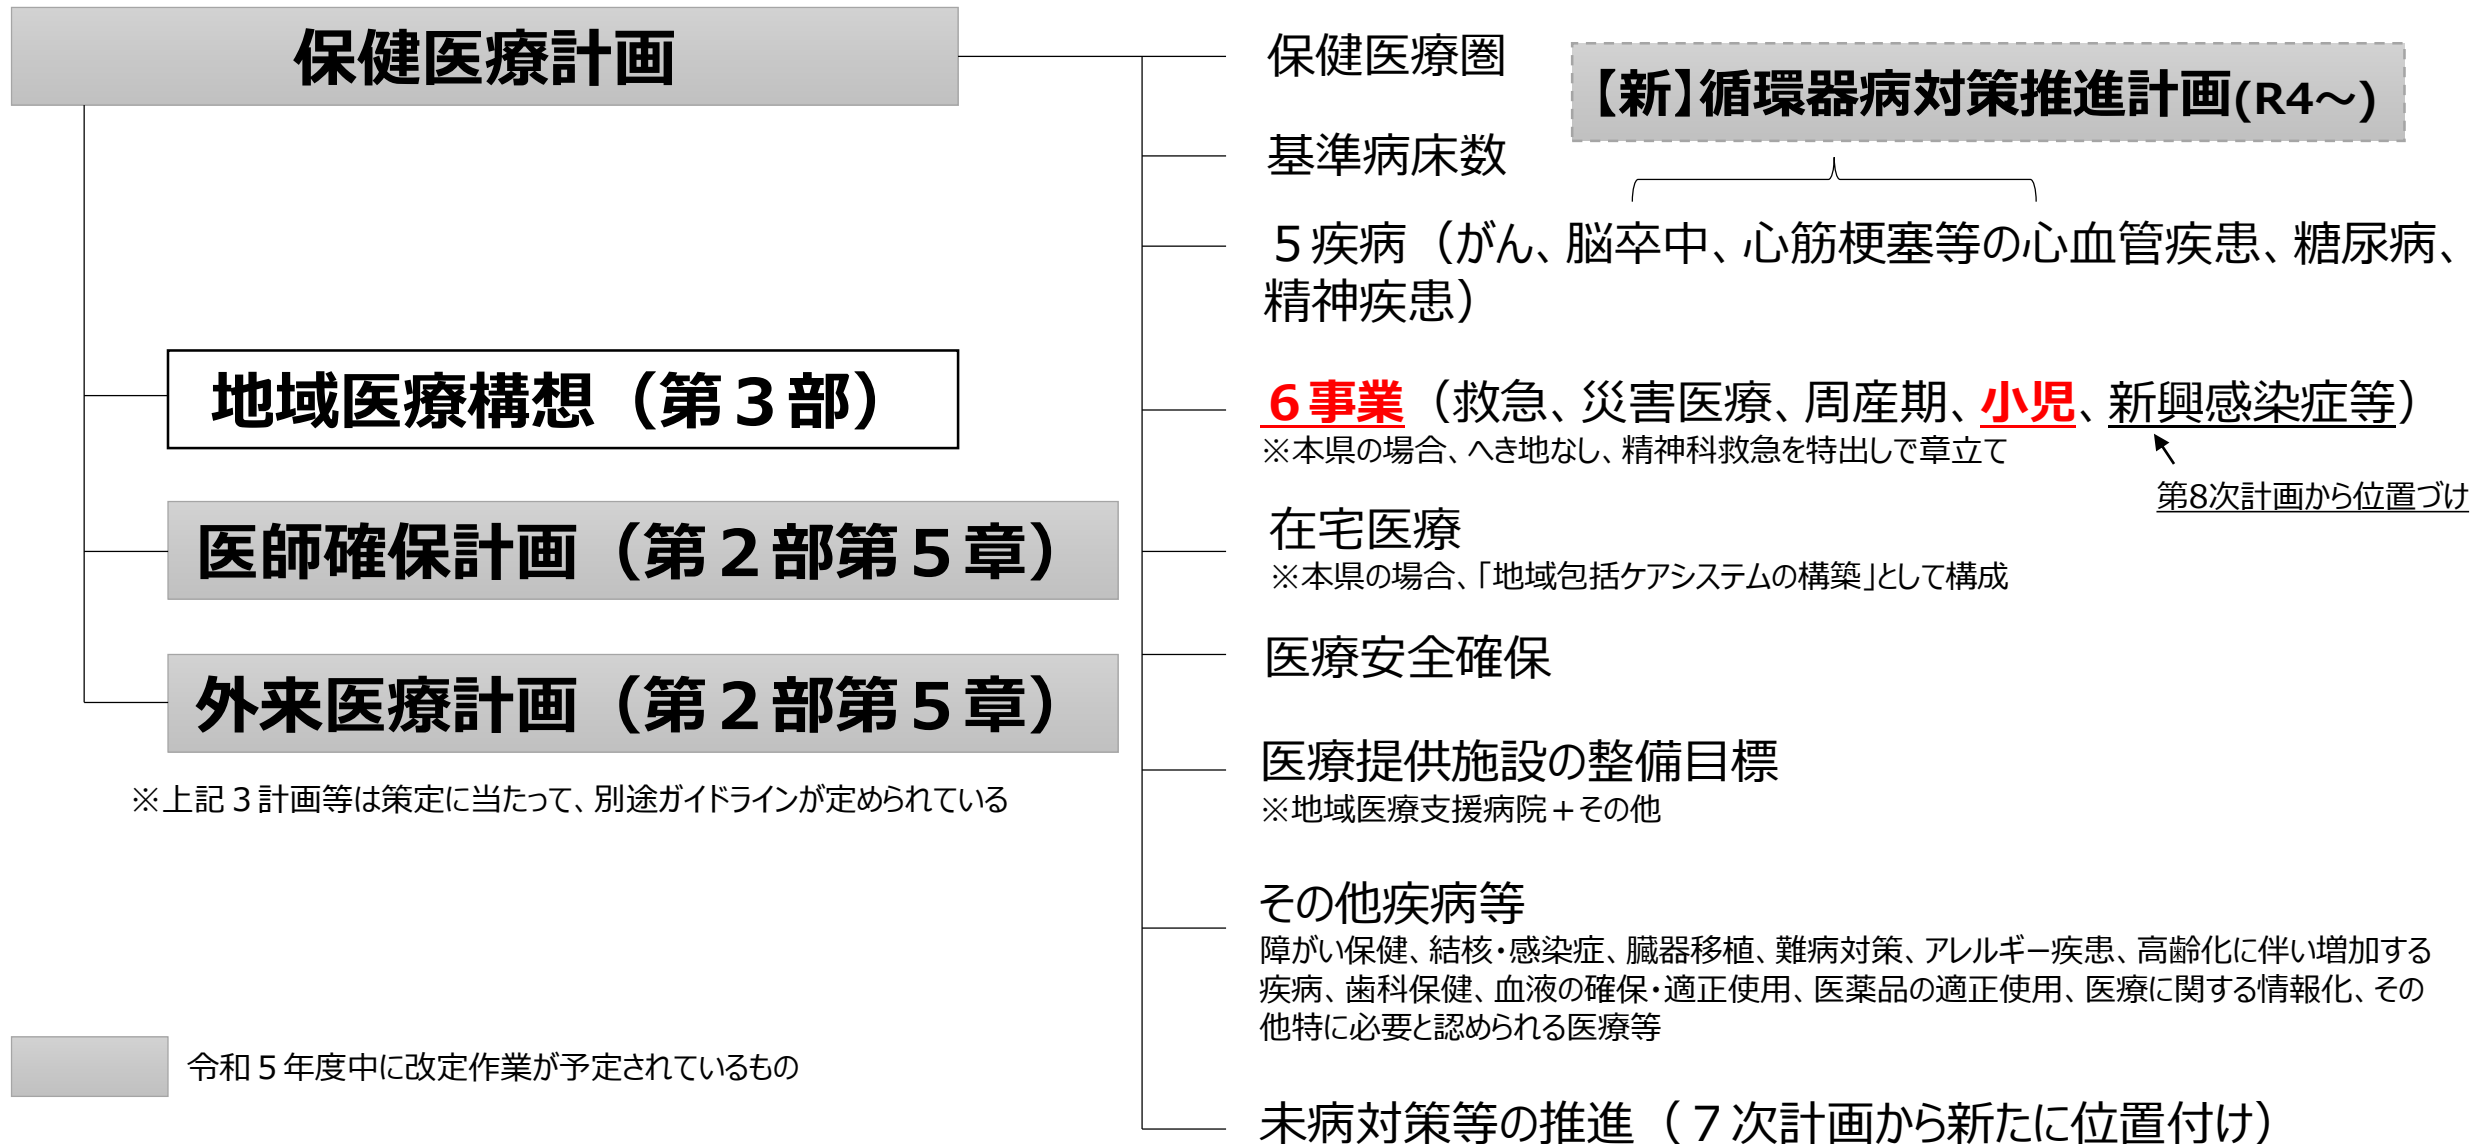 保健医療計画
地域医療構想（第３部）
医師確保計画（第２部第５章）
外来医療計画（第２部第５章）
※上記３計画等は策定に当たって、別途ガイドラインが定められている
令和５年度中に改定作業が予定されているもの
保健医療圏
【新】循環器病対策推進計画(R4～)
基準病床数
５疾病（がん、脳卒中、心筋梗塞等の心血管疾患、糖尿病、
精神疾患）
６事業（救急、災害医療、周産期、小児、新興感染症等）
※本県の場合、へき地なし、精神科救急を特出しで章立て
第8次計画から位置づけ
在宅医療
※本県の場合、「地域包括ケアシステムの構築」として構成
医療安全確保
医療提供施設の整備目標
※地域医療支援病院＋その他
その他疾病等
障がい保健、結核・感染症、臓器移植、難病対策、アレルギー疾患、高齢化に伴い増加する
疾病、歯科保健、血液の確保・適正使用、医薬品の適正使用、医療に関する情報化、その
他特に必要と認められる医療等
未病対策等の推進（７次計画から新たに位置付け）